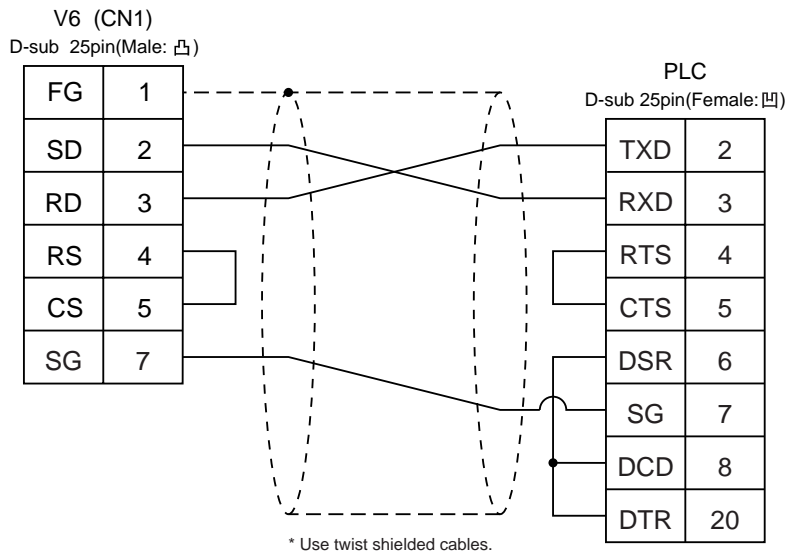 V6 (CN1)
D-sub 25pin(Male: 凸)
FG 1
SD 2
RD 3
RS 4
CS 5
SG 7
PLC
D-sub 25pin(Female:凹)
TXD 2
RXD 3
RTS 4
CTS 5
DSR 6
SG 7
DCD 8
DTR 20
* Use twist shielded cables.